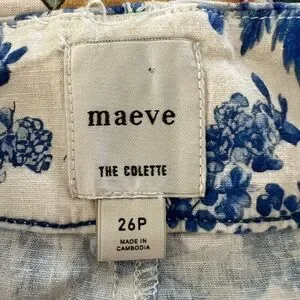 maeve
THE COLETTE
26P
MADE IN
CAMBODIA